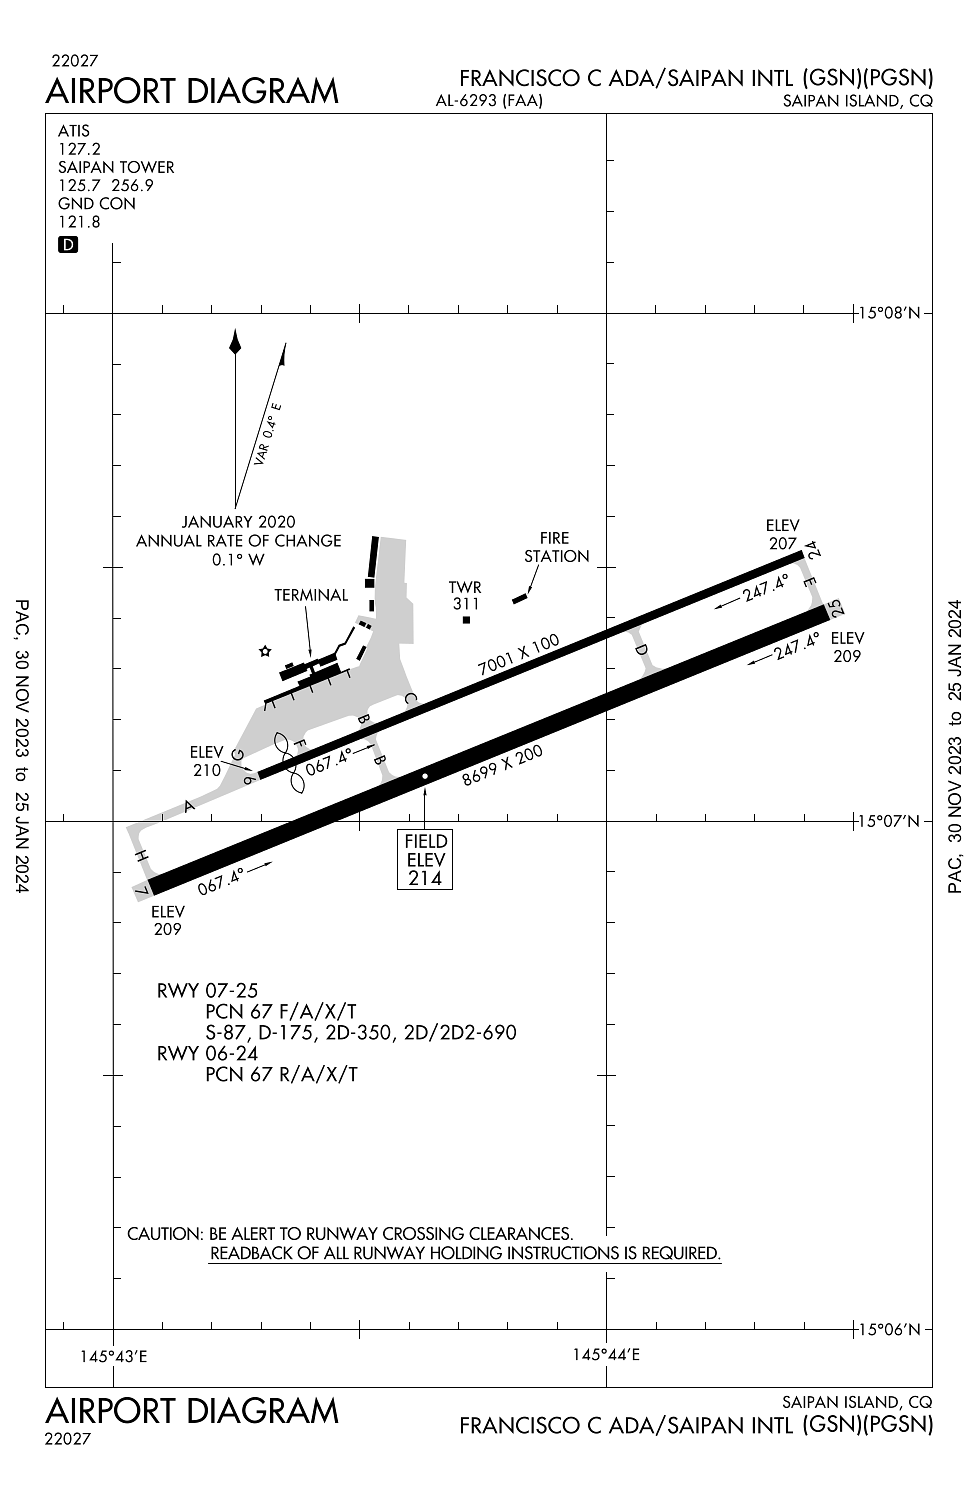 22027
AIRPORT DIAGRAM
FRANCISCO C ADA/SAIPAN INTL (GSN)(PGSN)
AL-6293 (FAA)
SAIPAN ISLAND, CQ
ATIS
127.2
SAIPAN TOWER
125.7 256.9
GND CON
121.8
D
15°08'N
VAR 0.4° E
JANUARY 2020
ANNUAL RATE OF CHANGE
0.1° W
FIRE
STATION
ELEV
207
24
TERMINAL
TWR
311
247.4°
E
25
ELEV
209
247.4°
7001 X 100
D
C
B
F
G
ELEV
210
6
067.4°
B
8699 X 200
A
15°07'N
FIELD
ELEV
214
H
7
067.4°
ELEV
209
RWY 07-25
PCN 67 F/A/X/T
S-87, D-175, 2D-350, 2D/2D2-690
RWY 06-24
PCN 67 R/A/X/T
CAUTION: BE ALERT TO RUNWAY CROSSING CLEARANCES.
READBACK OF ALL RUNWAY HOLDING INSTRUCTIONS IS REQUIRED.
15°06'N
145°43'E
145°44'E
PAC, 30 NOV 2023 to 25 JAN 2024
PAC, 30 NOV 2023 to 25 JAN 2024
AIRPORT DIAGRAM
22027
SAIPAN ISLAND, CQ
FRANCISCO C ADA/SAIPAN INTL (GSN)(PGSN)